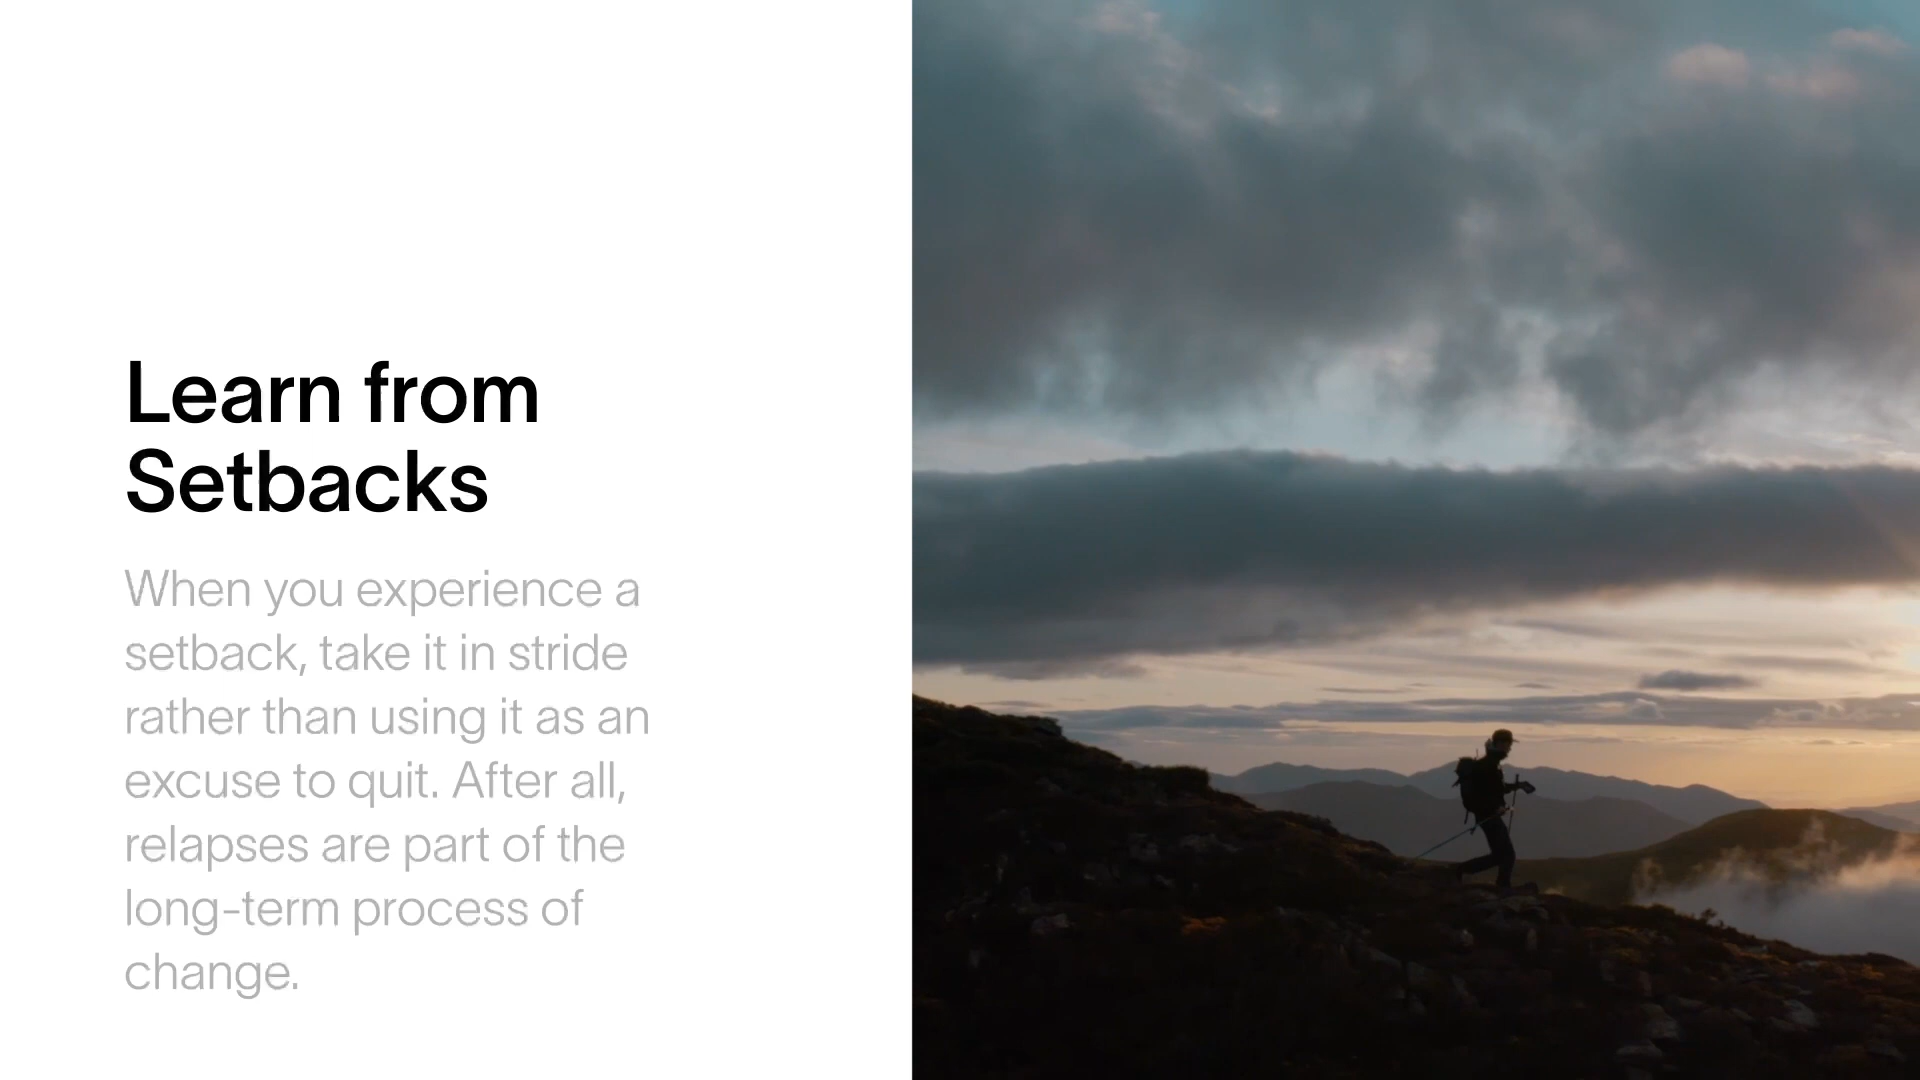 Learn from
Setbacks
When you experience a
setback, take it in stride
rather than using it as an
excuse to quit. After all,
relapses are part of the
long-term process of
change.